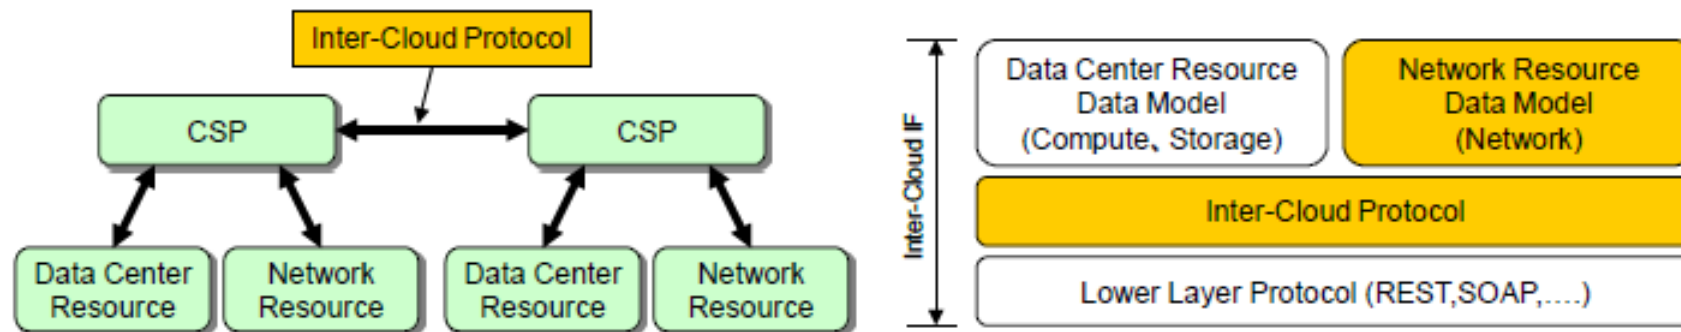 Inter-Cloud Protocol
CSP
CSP
Data Center
Resource
Network
Resource
Data Center
Resource
Network
Resource
Inter-Cloud IF
Data Center Resource
Data Model
(Compute、Storage)
Network Resource
Data Model
(Network)
Inter-Cloud Protocol
Lower Layer Protocol (REST,SOAP,….)